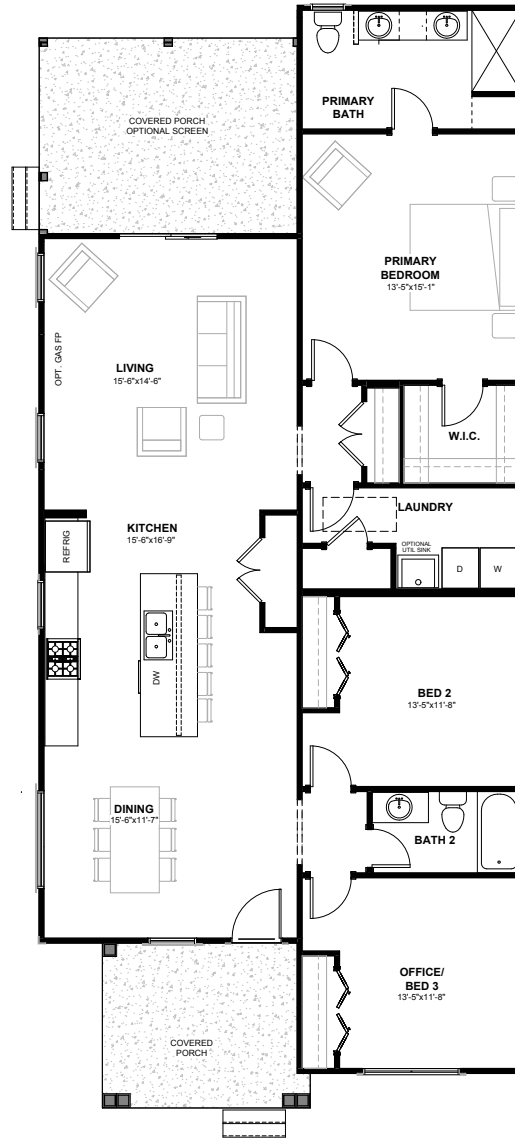 PRIMARY
BATH
COVERED PORCH
OPTIONAL SCREEN
PRIMARY
BEDROOM
13'-5"x15'-1"
OPT. GAS FP
LIVING
15'-6"x14'-6"
W.I.C.
LAUNDRY
KITCHEN
15'-6"x16'-9"
REFRIG
OPTIONAL
UTIL SINK
D
W
DW
BED 2
13'-5"x11'-8"
DINING
15'-6"x11'-7"
BATH 2
OFFICE/
BED 3
13'-5"x11'-8"
COVERED
PORCH